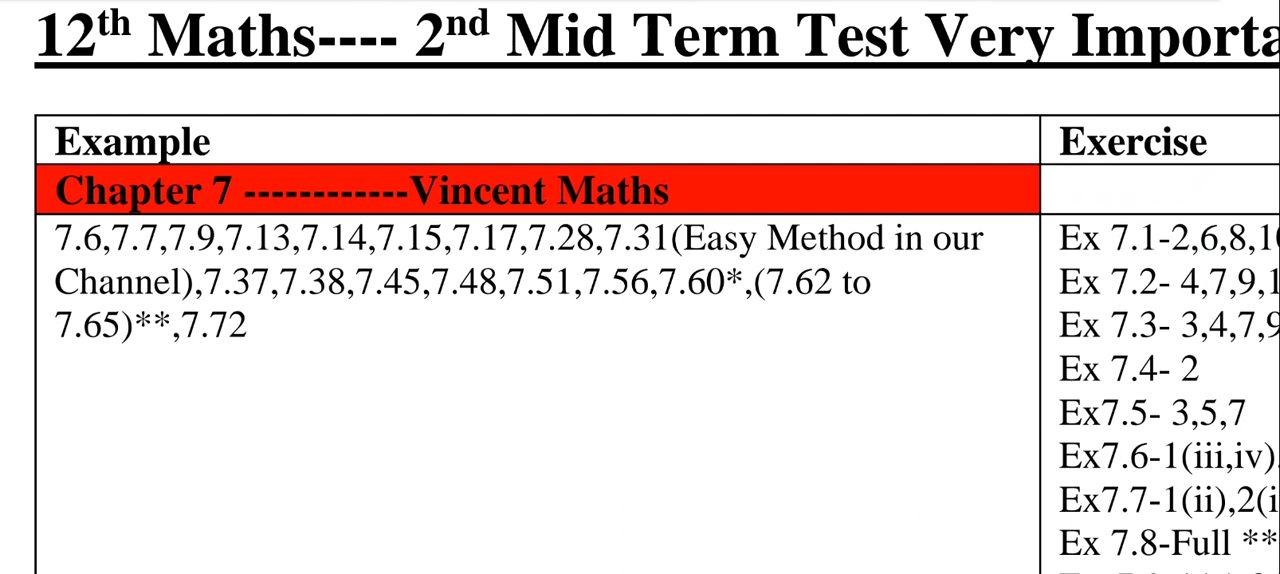 12th Maths---- 2nd Mid Term Test Very
Example
Exercise
Chapter 7 ------------Vincent Maths
7.6,7.7,7.9,7.13,7.14,7.15,7.17,7.28,7.31(Easy Method in our
Channel),7.37,7.38,7.45,7.48,7.51,7.56,7.60*,(7.62 to
7.65)**,7.72
Ex 7.1-2,6,8,
Ex 7.2- 4,7,9,
Ex 7.3- 3,4,7,
Ex 7.4- 2
Ex7.5- 3,5,7
Ex7.6-1(iii,iv)
Ex7.7-1(ii),2(i
Ex 7.8-Full **